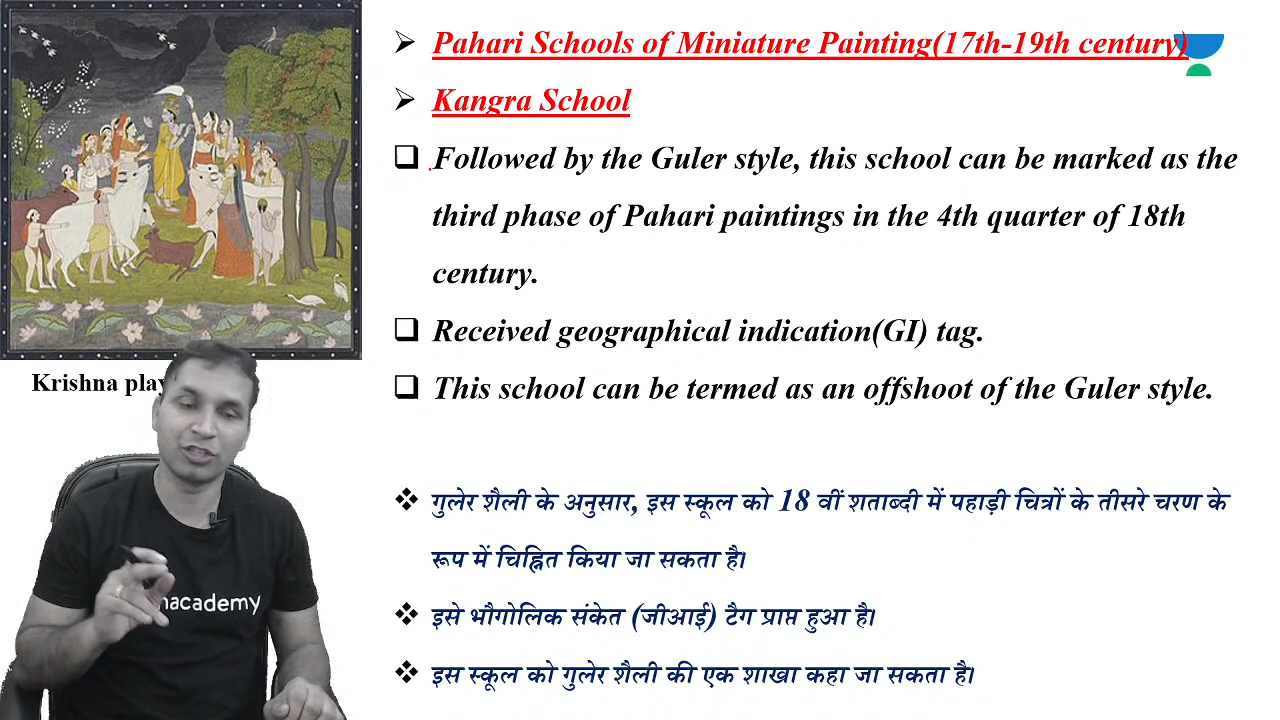 Pahari Schools of Miniature Painting(17th-19th century)
Kangra School
Followed by the Guler style, this school can be marked as the
third phase of Pahari paintings in the 4th quarter of 18th
century.
Received geographical indication(GI) tag.
This school can be termed as an offshoot of the Guler style.
Krishna play
गुलेर शैली के अनुसार, इस स्कूल को 18 वीं शताब्दी में पहाड़ी चित्रों के तीसरे चरण के
रूप में चिह्नित किया जा सकता है।
इसे भौगोलिक संकेत (जीआई) टैग प्राप्त हुआ है।
इस स्कूल को गुलेर शैली की एक शाखा कहा जा सकता है।
nacademy